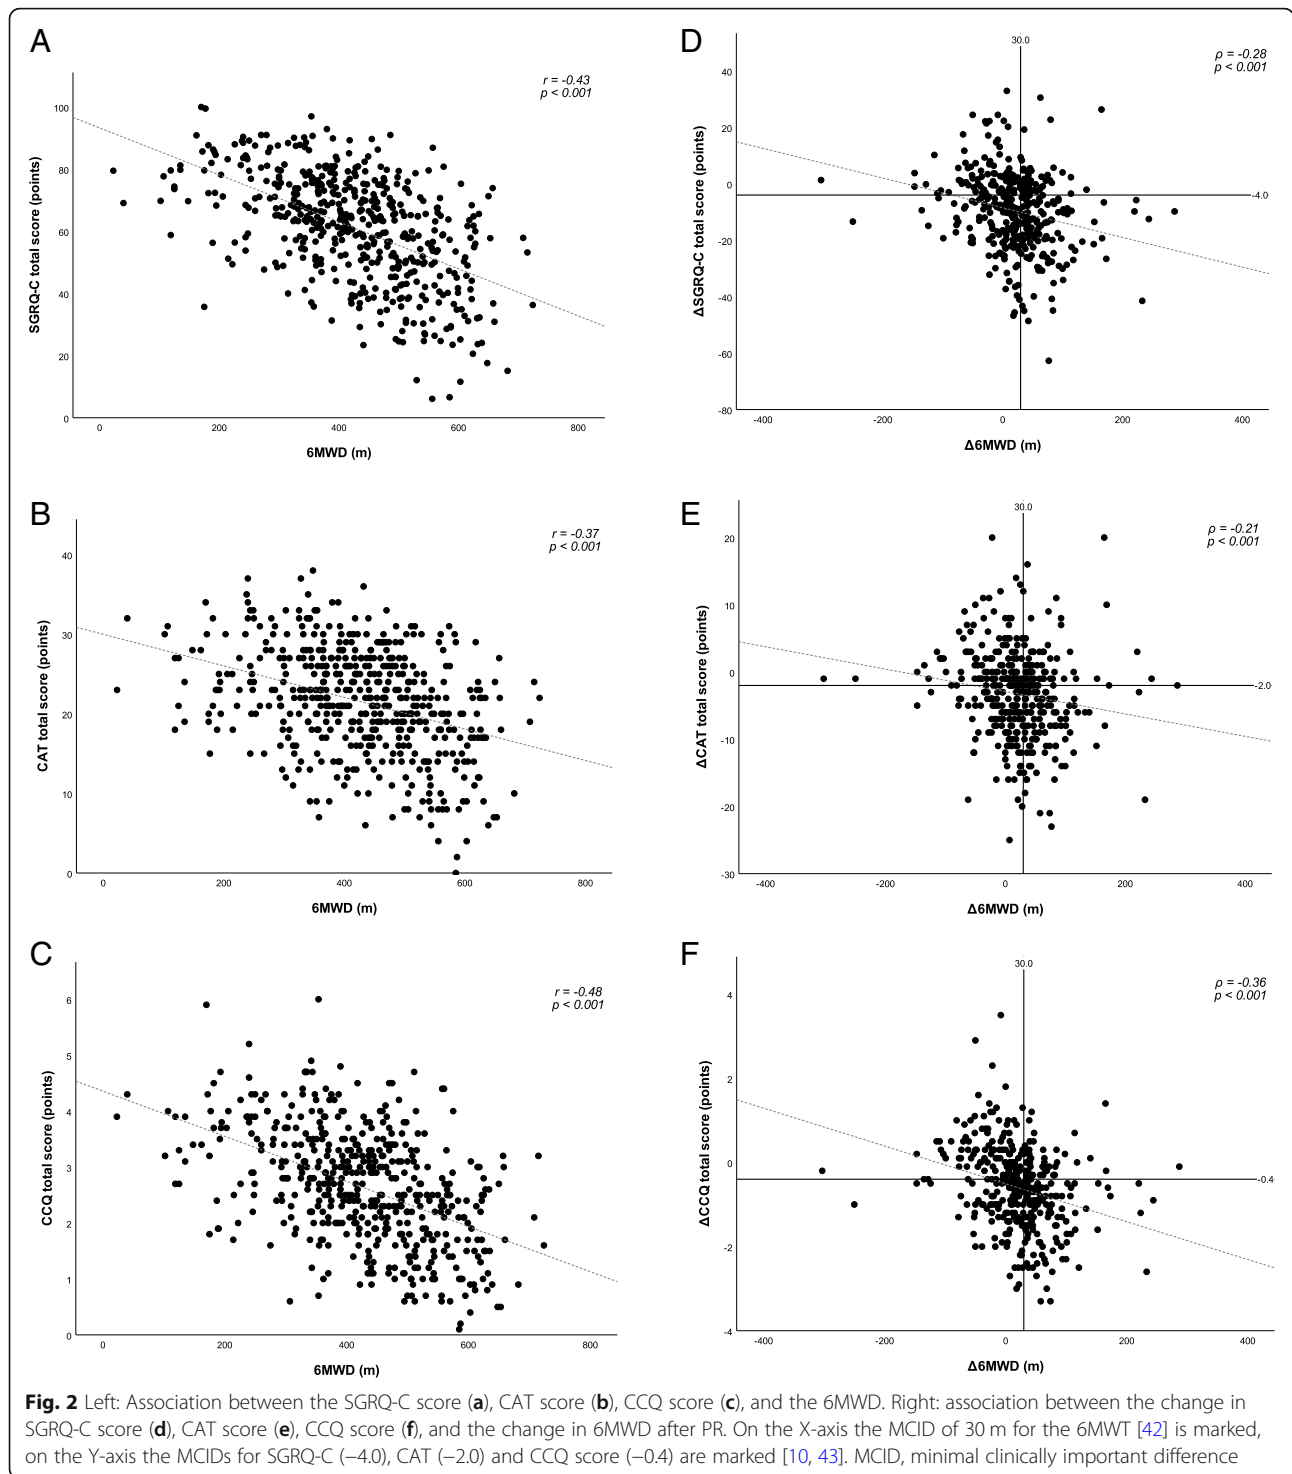 A
r = -0.43
p < 0.001
SGRQ-C total score (points)
100
80
60
40
20
0
0 200 400 600 800
6MWD (m)
D
30.0
ρ = -0.28
p < 0.001
ΔSGRQ-C total score (points)
40
20
0
-4.0
-20
-40
-60
-80
-400 -200 0 200 400
Δ6MWD (m)
B
r = -0.37
p < 0.001
CAT total score (points)
40
30
20
10
0
0 200 400 600 800
6MWD (m)
E
30.0
ρ = -0.21
p < 0.001
ΔCAT total score (points)
20
10
0
-2.0
-10
-20
-30
-400 -200 0 200 400
Δ6MWD (m)
C
r = -0.48
p < 0.001
CCQ total score (points)
6
5
4
3
2
1
0
0 200 400 600 800
6MWD (m)
F
30.0
ρ = -0.36
p < 0.001
ΔCCQ total score (points)
4
2
0
-0.4
-2
-4
-400 -200 0 200 400
Δ6MWD (m)
Fig. 2 Left: Association between the SGRQ-C score (a), CAT score (b), CCQ score (c), and the 6MWD. Right: association between the change in
SGRQ-C score (d), CAT score (e), CCQ score (f), and the change in 6MWD after PR. On the X-axis the MCID of 30 m for the 6MWT [42] is marked,
on the Y-axis the MCIDs for SGRQ-C (−4.0), CAT (−2.0) and CCQ score (−0.4) are marked [10, 43]. MCID, minimal clinically important difference